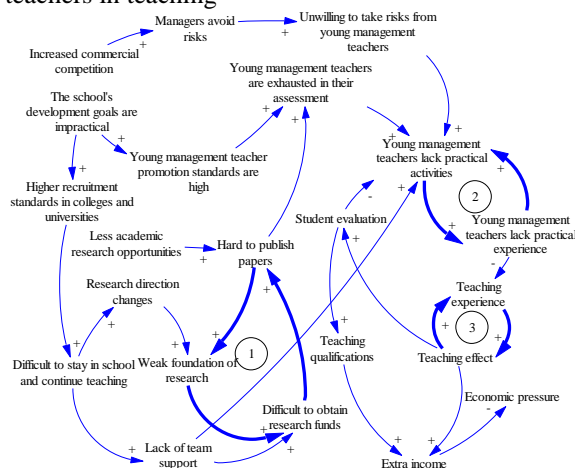 teachers in teaching
Managers avoid
risks
Unwilling to take risks from
young management
teachers
Increased commercial
competition
Young management teachers
are exhausted in their
assessment
The school's
development goals are
impractical
Young management teacher
promotion standards are
high
Young management
teachers lack practical
activities
Higher recruitment
standards in colleges and
universities
2
Student evaluation
Young management
teachers lack practical
experience
Less academic
research opportunities
Hard to publish
papers
Research direction
changes
Teaching
experience
3
Teaching
qualifications
Teaching effect
1
Difficult to stay in school
and continue teaching
Weak foundation of
research
Economic pressure
Difficult to obtain
research funds
Lack of team
support
Extra income